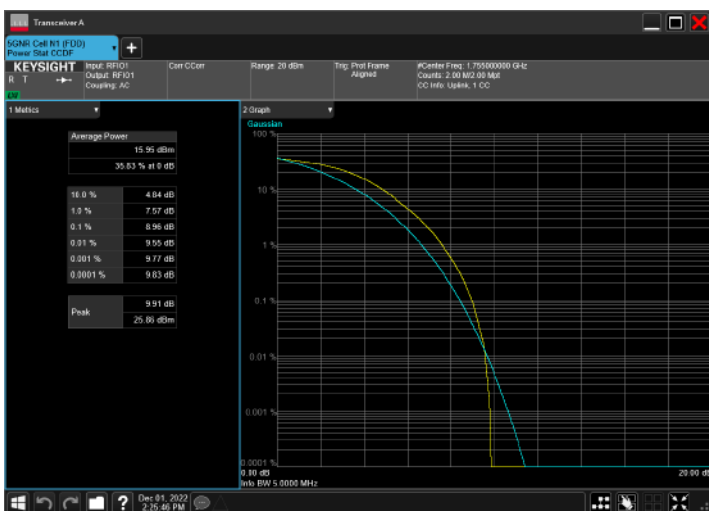 Transceiver A
5GNR Cell N1 (FDD)
Power Stat CCDF
KEYSIGHT
R T
Input: RFIO1
Output: RFIO1
Coupling: AC
Corr CCorr
Range: 20 dBm
Trig: Prot Frame
Aligned
#Center Freq: 1.755000000 GHz
Counts: 2.00 M/2.00 Mpt
CC Info: Uplink, 1 CC
1 Metrics
Average Power
15.95 dBm
35.83 % at 0 dB
10.0 % 4.84 dB
1.0 % 7.57 dB
0.1 % 8.96 dB
0.01 % 9.55 dB
0.001 % 9.77 dB
0.0001 % 9.83 dB
Peak
9.91 dB
25.86 dBm
2 Graph
Gaussian
100 %
10 %
1 %
0.1 %
0.01 %
0.001 %
0.0001 %
0.00 dB
20.00 dB
Info BW 5.0000 MHz
?
Dec 01, 2022
2:25:46 PM